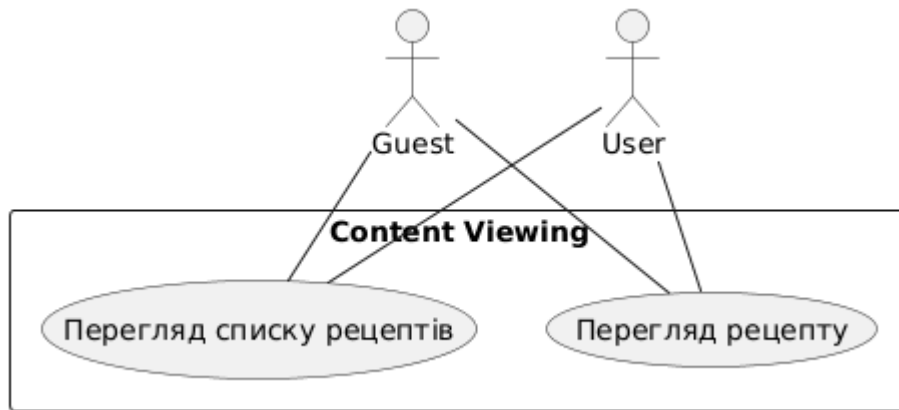 Guest
User
Content Viewing
Перегляд списку рецептів
Перегляд рецепту